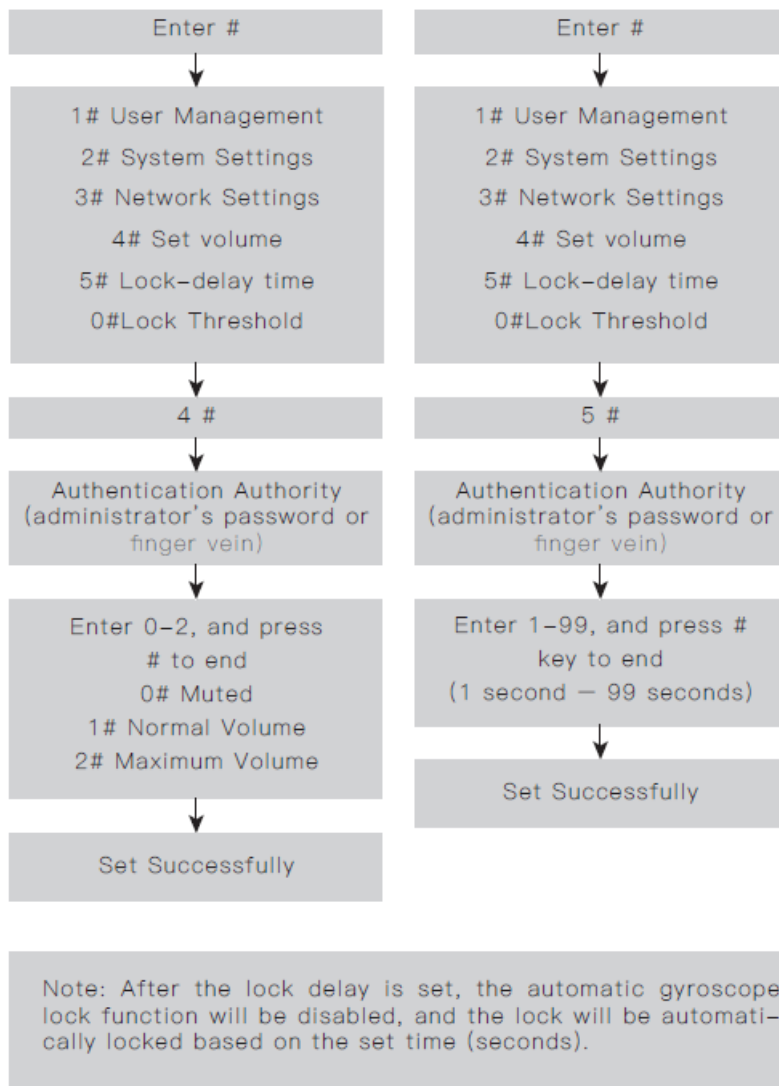 Enter #
1# User Management
2# System Settings
3# Network Settings
4# Set volume
5# Lock-delay time
0#Lock Threshold
4 #
Authentication Authority
(administrator's password or
finger vein)
Enter 0-2, and press
# to end
0# Muted
1# Normal Volume
2# Maximum Volume
Set Successfully
Enter #
1# User Management
2# System Settings
3# Network Settings
4# Set volume
5# Lock-delay time
0#Lock Threshold
5 #
Authentication Authority
(administrator's password or
finger vein)
Enter 1-99, and press #
key to end
(1 second – 99 seconds)
Set Successfully
Note: After the lock delay is set, the automatic gyroscope
lock function will be disabled, and the lock will be automati-
cally locked based on the set time (seconds).